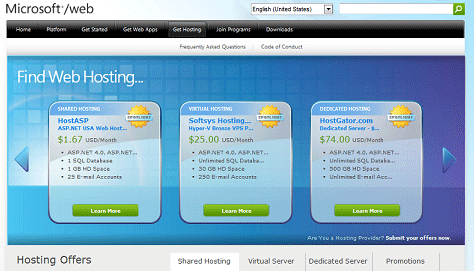 Microsoft®/web
English (United States)
Home Platform Get Started Get Web Apps Get Hosting Join Programs Downloads
Frequently Asked Questions | Code of Conduct
Find Web Hosting...
SHARED HOSTING
SPOTLIGHT
HostASP
ASP.NET USA Web Host...
$1.67 USD/Month
• ASP.NET 4.0, ASP.NET...
• 1 SQL Database
• 1 GB HD Space
• 25 E-mail Accounts
Learn More
VIRTUAL HOSTING
SPOTLIGHT
Softsys Hosting...
Hyper-V Bronze VPS P...
$25.00 USD/Month
• ASP.NET 4.0, ASP.NET...
• Unlimited SQL Databa...
• 30 GB HD Space
• 250 E-mail Accounts
Learn More
DEDICATED HOSTING
SPOTLIGHT
HostGator.com
Dedicated Server - $...
$74.00 USD/Month
• ASP.NET 4.0, ASP.NET...
• Unlimited SQL Databa...
• 500 GB HD Space
• Unlimited E-mail Acc...
Learn More
Are You a Hosting Provider? Submit your offers now.
Hosting Offers
Shared Hosting Virtual Server Dedicated Server Promotions